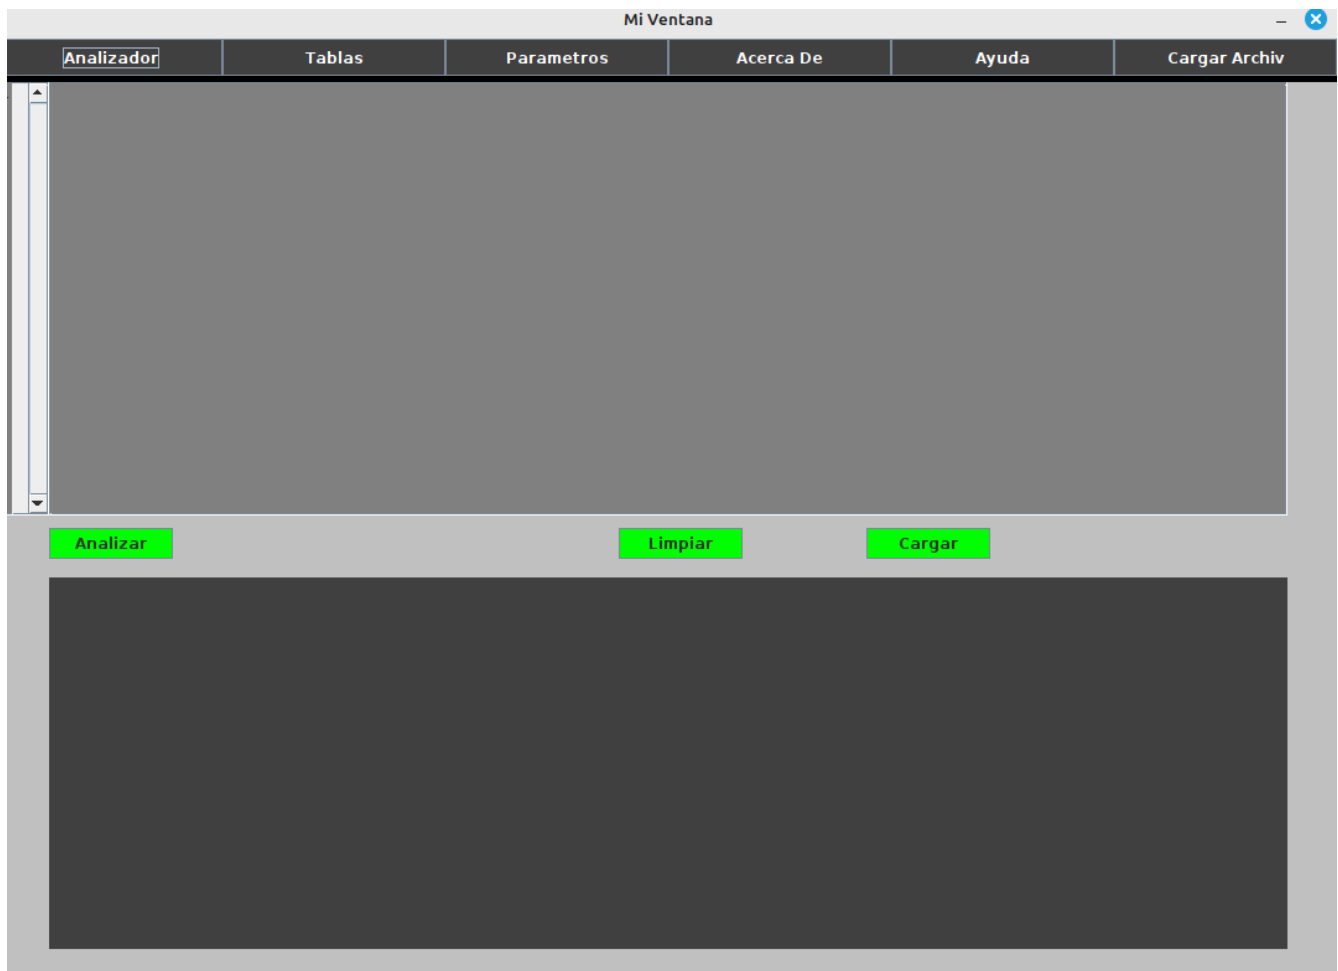 Mi Ventana
Analizador Tablas Parametros Acerca De Ayuda Cargar Archiv
Analizar Limpiar Cargar